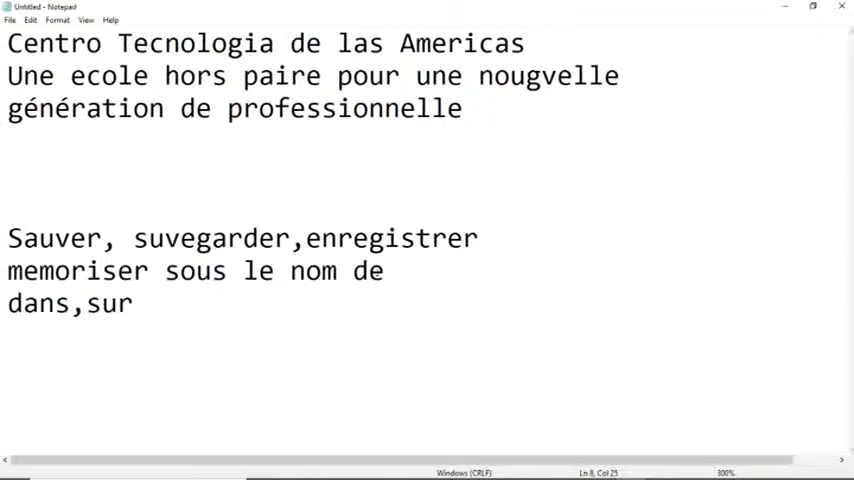 Untitled - Notepad
File Edit Format View Help
Centro Tecnologia de las Americas
Une ecole hors paire pour une nougvelle
génération de professionnelle
Sauver, suvegarder,enregistrer
memoriser sous le nom de
dans,sur
Windows (CRLF) Ln 8, Col 25 300%